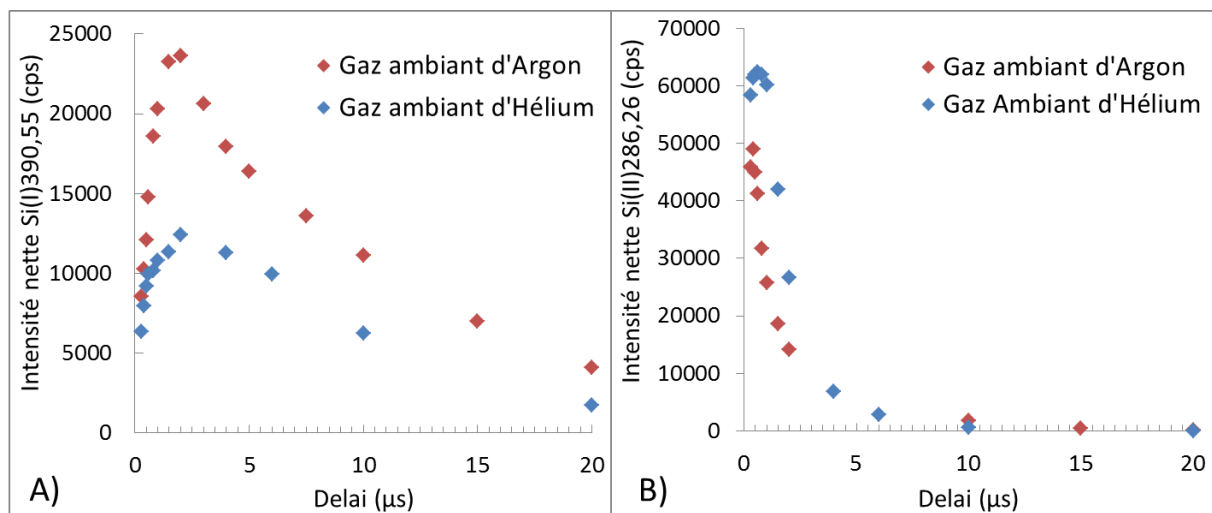 Intensité nette Si(I)390,55 (cps)
25000
20000
15000
10000
5000
0
Gaz ambiant d'Argon
Gaz ambiant d'Hélium
0 5 10 15 20
A) Delai (µs)
Intensité nette Si(II)286,26 (cps)
70000
60000
50000
40000
30000
20000
10000
0
Gaz ambiant d'Argon
Gaz Ambiant d'Hélium
0 5 10 15 20
B) Delai (µs)